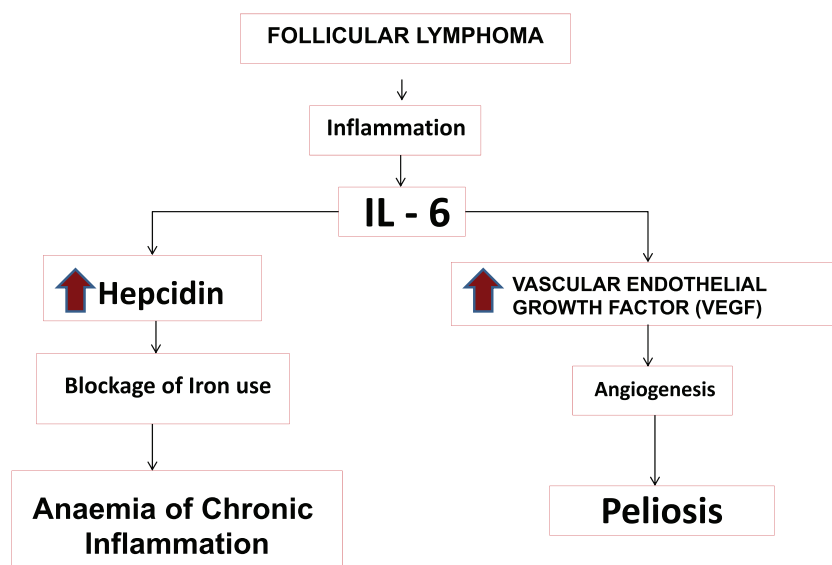 FOLLICULAR LYMPHOMA
Inflammation
IL - 6
Hepcidin
VASCULAR ENDOTHELIAL
GROWTH FACTOR (VEGF)
Blockage of Iron use
Angiogenesis
Anaemia of Chronic
Inflammation
Peliosis